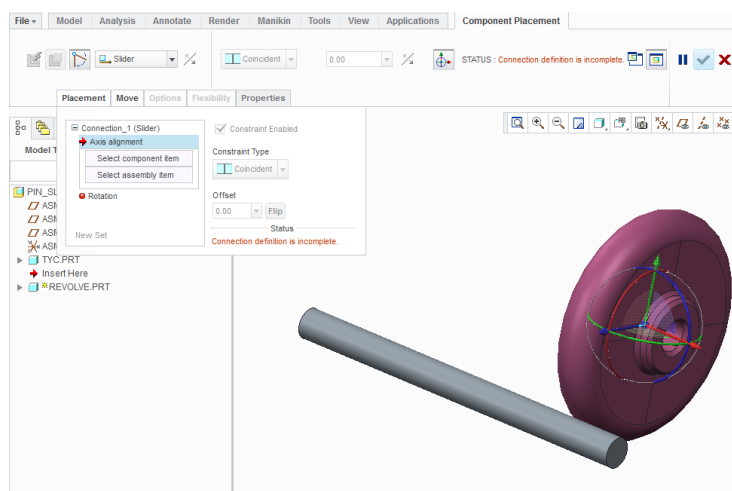 File Model Analysis Annotate Render Manikin Tools View Applications Component Placement
Slider Coincident 0.00 STATUS : Connection definition is incomplete.
Placement Move Options Flexibility Properties
Connection_1 (Slider)
Axis alignment
Select component item
Select assembly item
Rotation
New Set
Constraint Enabled
Constraint Type
Coincident
Offset
0.00 Flip
Status
Connection definition is incomplete.
Model T
PIN_SL
ASM
ASM
ASM
ASM
TYC.PRT
Insert Here
REVOLVE.PRT